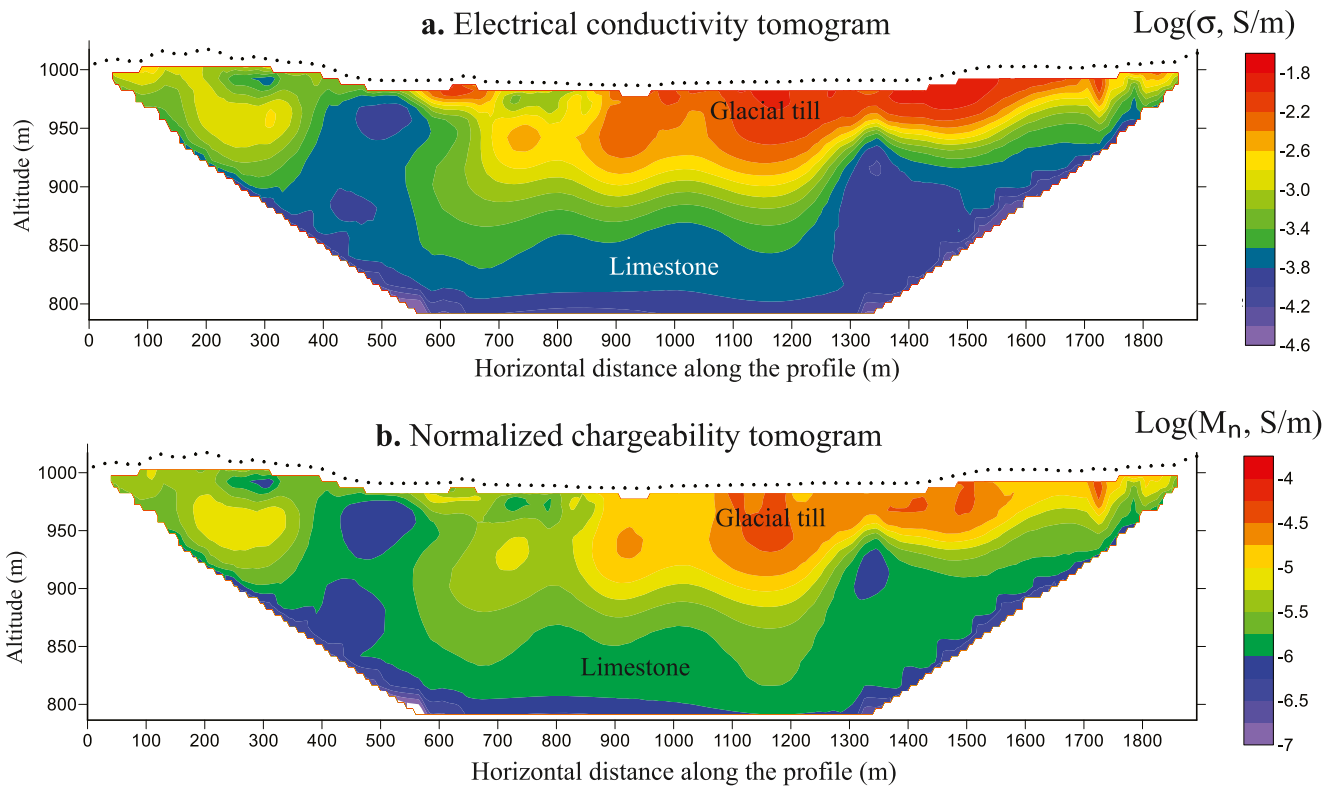 a. Electrical conductivity tomogram
Log(σ, S/m)
1000
950
900
850
800
Altitude (m)
Glacial till
Limestone
-1.8
-2.2
-2.6
-3.0
-3.4
-3.8
-4.2
-4.6
0 100 200 300 400 500 600 700 800 900 1000 1100 1200 1300 1400 1500 1600 1700 1800
Horizontal distance along the profile (m)
b. Normalized chargeability tomogram
Log(Mn, S/m)
1000
950
900
850
800
Altitude (m)
Glacial till
Limestone
-4
-4.5
-5
-5.5
-6
-6.5
-7
0 100 200 300 400 500 600 700 800 900 1000 1100 1200 1300 1400 1500 1600 1700 1800
Horizontal distance along the profile (m)